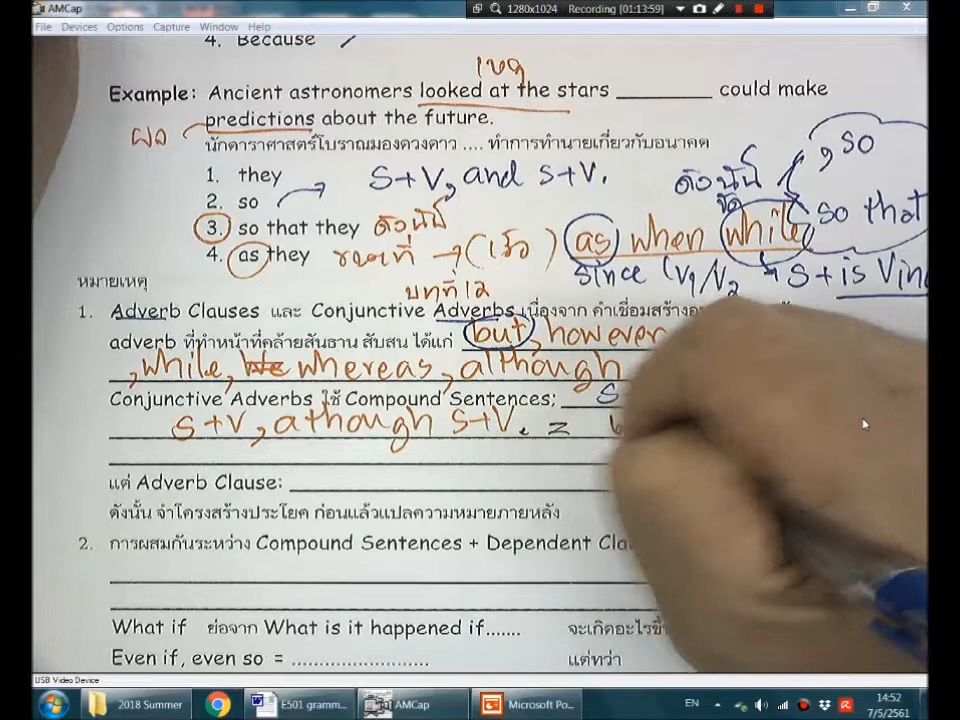 AMCap
1280x1024 Recording [01:13:59]
File Devices Options Capture Window Help
4. Because
เหตุ
Example: Ancient astronomers looked at the stars ________ could make
predictions about the future.
ผล
นักดาราศาสตร์โบราณมองดวงดาว .... ทำการทำนายเกี่ยวกับอนาคต
, so
1. they
S+V, and S+V.
ดังนั้น
2. so
so that
3. so that they ดังนี้
4. as they ขณะที่ → (เร็ว) as when while
since (V1/V2 S + is Ving
หมายเหตุ
บทที่ 12
1. Adverb Clauses และ Conjunctive Adverbs เนื่องจาก คำเชื่อมสร้าง
adverb ที่ทำหน้าที่คล้ายสันธาน สับสน ได้แก่ but, however
, while, whereas, although
Conjunctive Adverbs ใช้ Compound Sentences; S
S+V, athough S+V. =
แต่ Adverb Clause:
ดังนั้น จำโครงสร้างประโยค ก่อนแล้วแปลความหมายภายหลัง
2. การผสมกันระหว่าง Compound Sentences + Dependent
What if ย่อจาก What is it happened if....... จะเกิดอะไรขึ้น
Even if, even so = ............................ แต่ทว่า
USB Video Device
2018 Summer
E501 gramm...
AMCap
Microsoft Po...
EN
14:52
7/5/2561